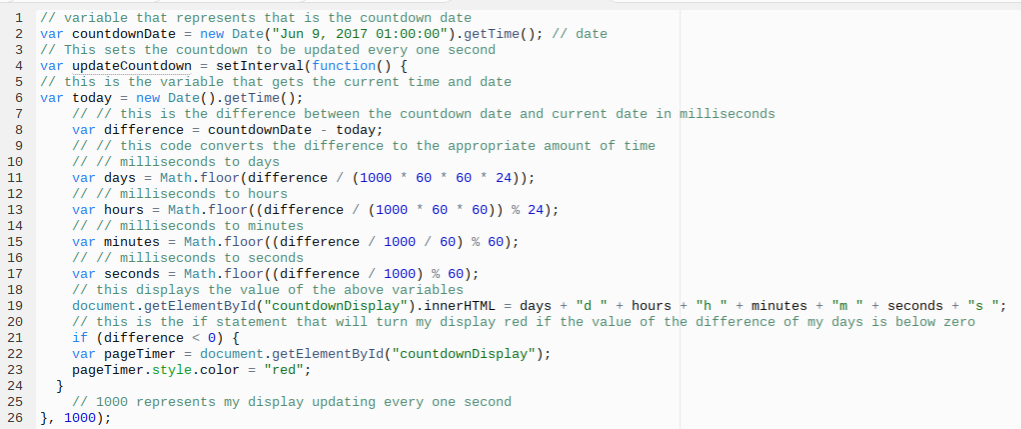 1 // variable that represents that is the countdown date
2 var countdownDate = new Date("Jun 9, 2017 01:00:00").getTime(); // date
3 // This sets the countdown to be updated every one second
4 var updateCountdown = setInterval(function() {
5 // this is the variable that gets the current time and date
6 var today = new Date().getTime();
7 // // this is the difference between the countdown date and current date in milliseconds
8 var difference = countdownDate - today;
9 // // this code converts the difference to the appropriate amount of time
10 // // milliseconds to days
11 var days = Math.floor(difference / (1000 * 60 * 60 * 24));
12 // // milliseconds to hours
13 var hours = Math.floor((difference / (1000 * 60 * 60)) % 24);
14 // // milliseconds to minutes
15 var minutes = Math.floor((difference / 1000 / 60) % 60);
16 // // milliseconds to seconds
17 var seconds = Math.floor((difference / 1000) % 60);
18 // this displays the value of the above variables
19 document.getElementById("countdownDisplay").innerHTML = days + "d " + hours + "h " + minutes + "m " + seconds + "s ";
20 // this is the if statement that will turn my display red if the value of the difference of my days is below zero
21 if (difference < 0) {
22 var pageTimer = document.getElementById("countdownDisplay");
23 pageTimer.style.color = "red";
24 }
25 // 1000 represents my display updating every one second
26 }, 1000);